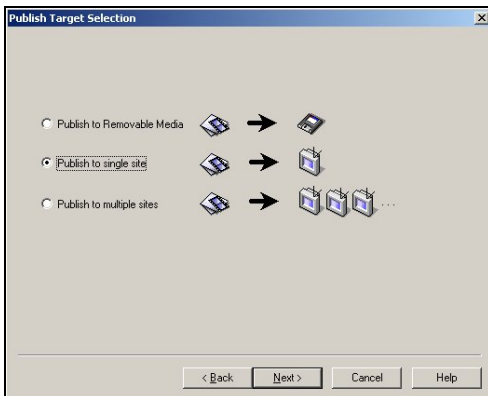 Publish Target Selection
Publish to Removable Media
Publish to single site
Publish to multiple sites
...
< Back Next > Cancel Help